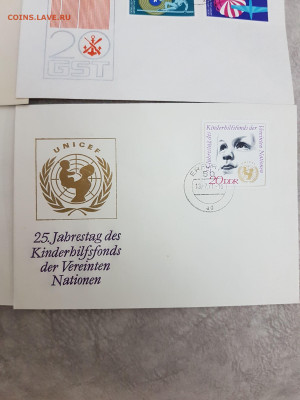 COINS.LAVE.RU
20
GST
UNICEF
25. Jahrestag des
Kinderhilfsfonds
der Vereinten
Nationen
Kinderhilfsfonds der
Vereinten Nationen
20 DDR